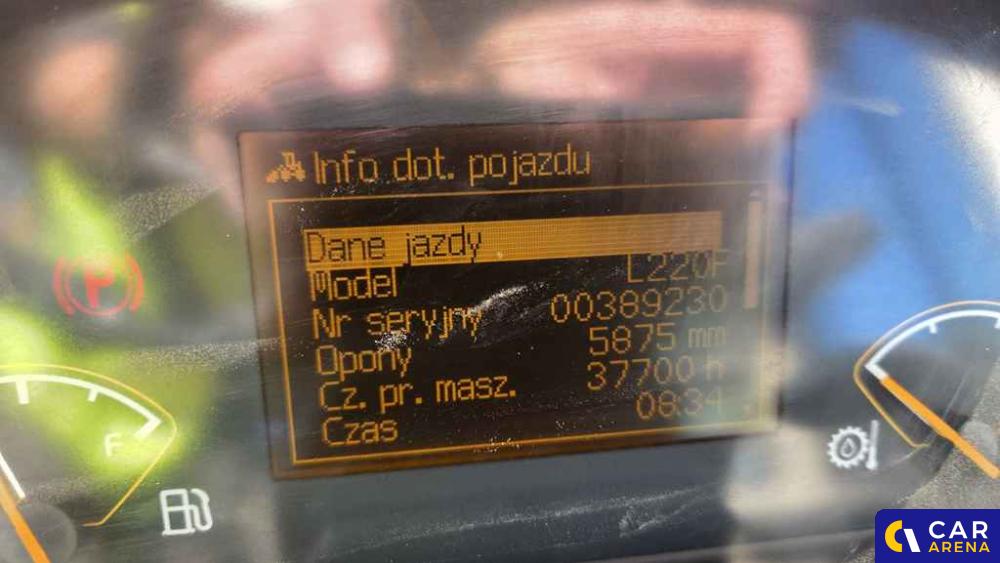 Info dot. pojazdu
Dane jazdy
Model L220F
Nr seryjny 00389230
Opony 5875 mm
Cz. pr. masz. 37700 h
Czas 08:34
F
P
CAR
ARENA